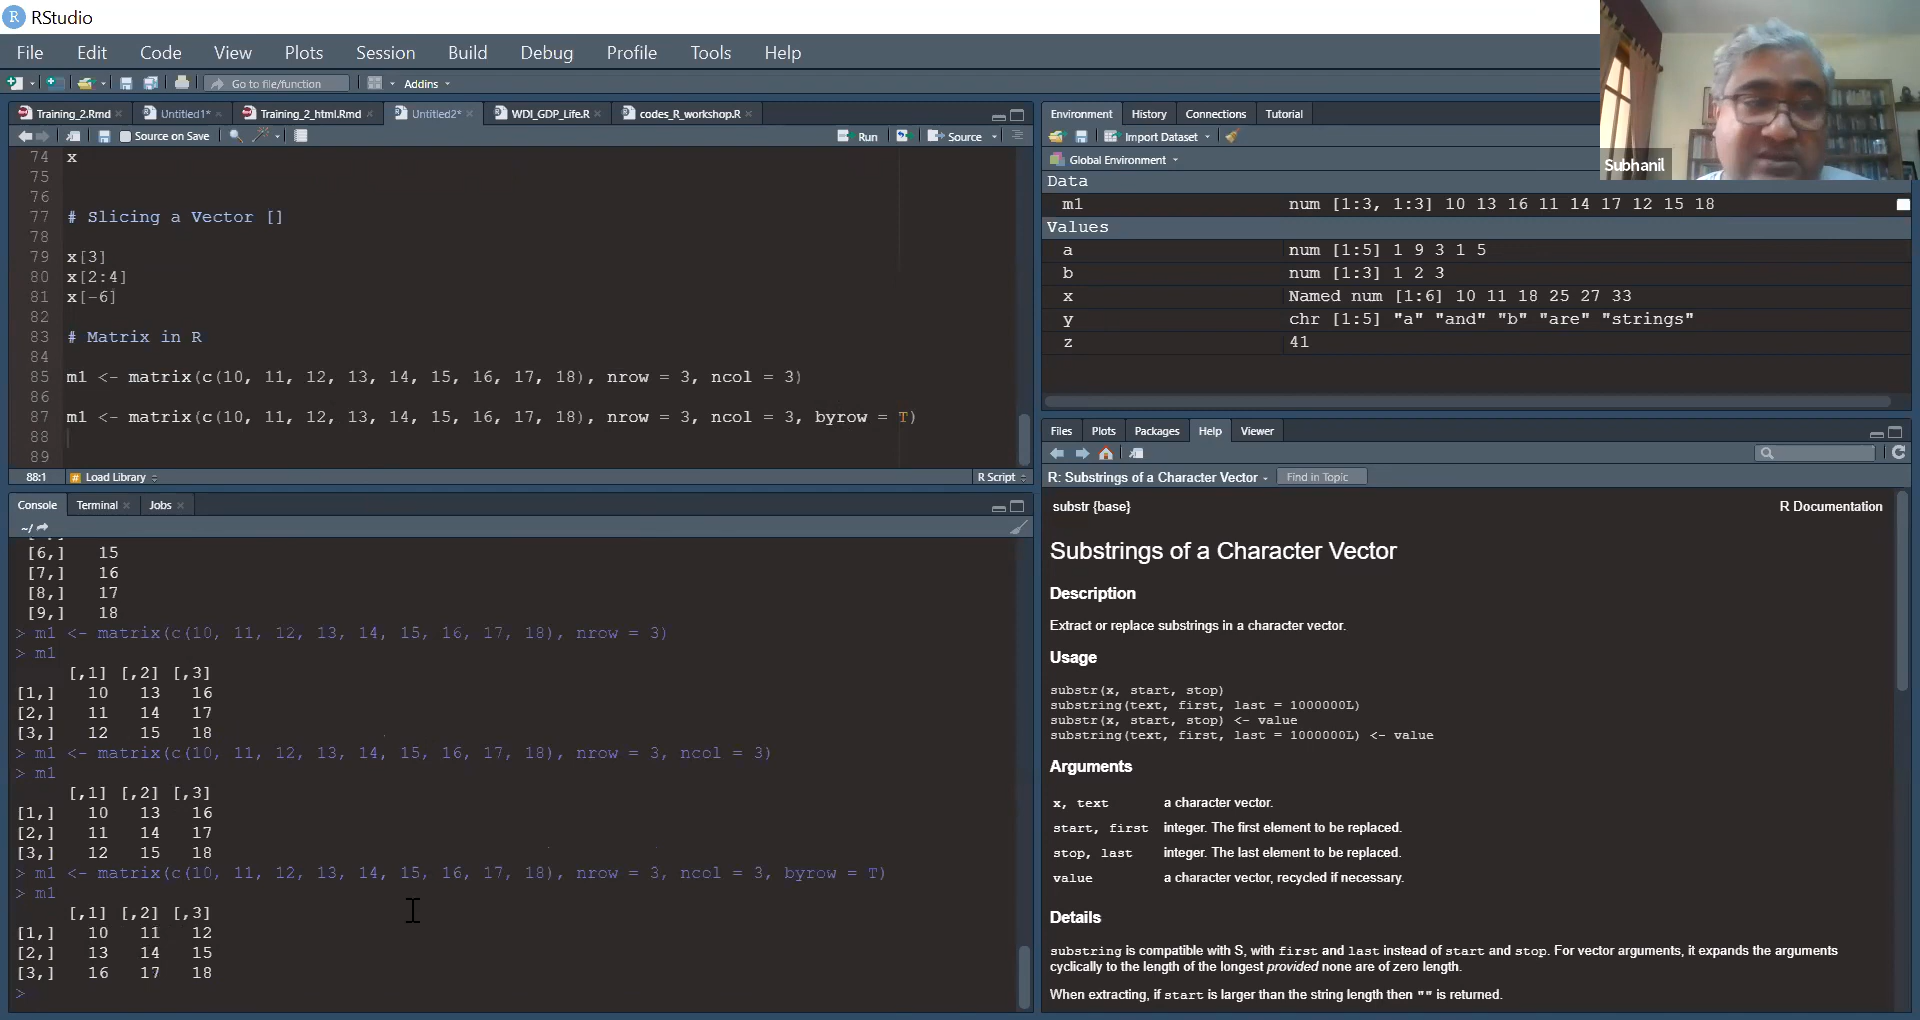 RStudio
File Edit Code View Plots Session Build Debug Profile Tools Help
Go to file/function Addins
Training_2.Rmd Untitled1* Training_2_html.Rmd Untitled2* WDI_GDP_Life.R codes_R_workshop.R
Source on Save Run Source
74 x
75
76
77 # Slicing a Vector []
78
79 x[3]
80 x[2:4]
81 x[-6]
82
83 # Matrix in R
84
85 m1 <- matrix(c(10, 11, 12, 13, 14, 15, 16, 17, 18), nrow = 3, ncol = 3)
86
87 m1 <- matrix(c(10, 11, 12, 13, 14, 15, 16, 17, 18), nrow = 3, ncol = 3, byrow = T)
88
89
88:1 # Load Library R Script
Console Terminal Jobs
~/
[6,] 15
[7,] 16
[8,] 17
[9,] 18
> m1 <- matrix(c(10, 11, 12, 13, 14, 15, 16, 17, 18), nrow = 3)
> m1
[,1] [,2] [,3]
[1,] 10 13 16
[2,] 11 14 17
[3,] 12 15 18
> m1 <- matrix(c(10, 11, 12, 13, 14, 15, 16, 17, 18), nrow = 3, ncol = 3)
> m1
[,1] [,2] [,3]
[1,] 10 13 16
[2,] 11 14 17
[3,] 12 15 18
> m1 <- matrix(c(10, 11, 12, 13, 14, 15, 16, 17, 18), nrow = 3, ncol = 3, byrow = T)
> m1
[,1] [,2] [,3]
[1,] 10 11 12
[2,] 13 14 15
[3,] 16 17 18
>
Environment History Connections Tutorial
Import Dataset
Global Environment
Data
m1 num [1:3, 1:3] 10 13 16 11 14 17 12 15 18
Values
a num [1:5] 1 9 3 1 5
b num [1:3] 1 2 3
x Named num [1:6] 10 11 18 25 27 33
y chr [1:5] "a" "and" "b" "are" "strings"
z 41
Subhanil
Files Plots Packages Help Viewer
R: Substrings of a Character Vector Find in Topic
substr {base} R Documentation
Substrings of a Character Vector
Description
Extract or replace substrings in a character vector.
Usage
substr(x, start, stop)
substring(text, first, last = 1000000L)
substr(x, start, stop) <- value
substring(text, first, last = 1000000L) <- value
Arguments
x, text a character vector.
start, first integer. The first element to be replaced.
stop, last integer. The last element to be replaced.
value a character vector, recycled if necessary.
Details
substring is compatible with S, with first and last instead of start and stop. For vector arguments, it expands the arguments
cyclically to the length of the longest provided none are of zero length.
When extracting, if start is larger than the string length then "" is returned.